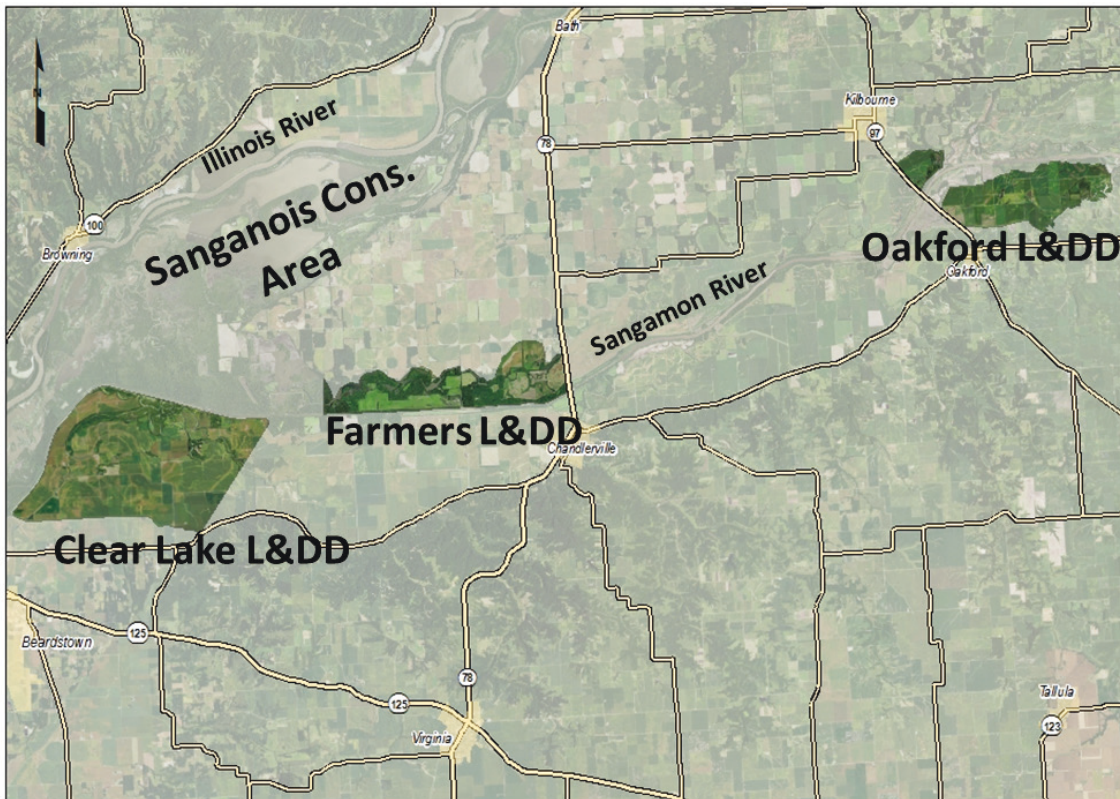 Bath
Illinois River
78
Kilbourne
97
Sanganois Cons.
Area
100
Browning
Oakford L&DD
Oakford
Sangamon River
Farmers L&DD
Chandlerville
Clear Lake L&DD
125
Beardstown
78
125
Virginia
Tallula
123